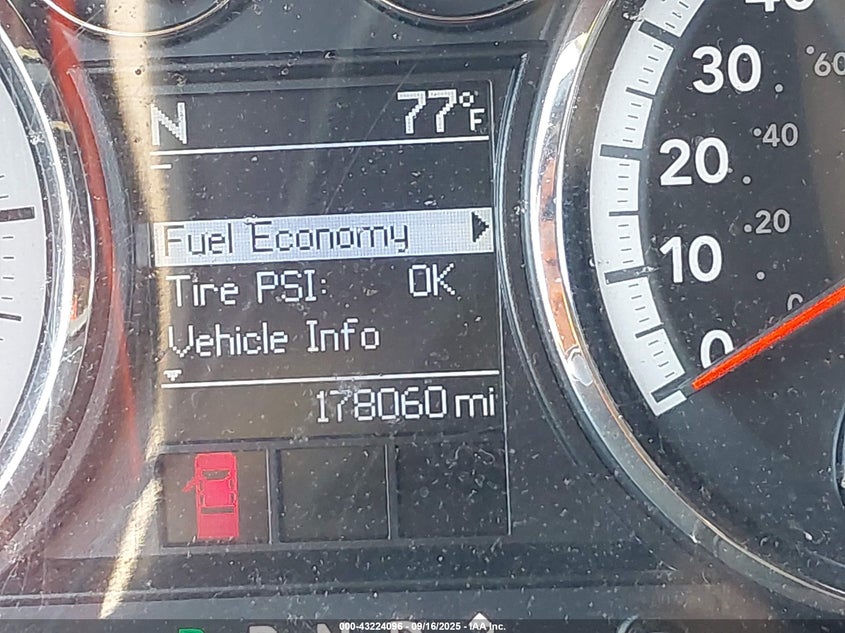 N 77°F
Fuel Economy
Tire PSI: OK
Vehicle Info
178060 mi
30
20
10
0
60
40
20
0
000-43224096 - 09/16/2025 - IAA Inc.